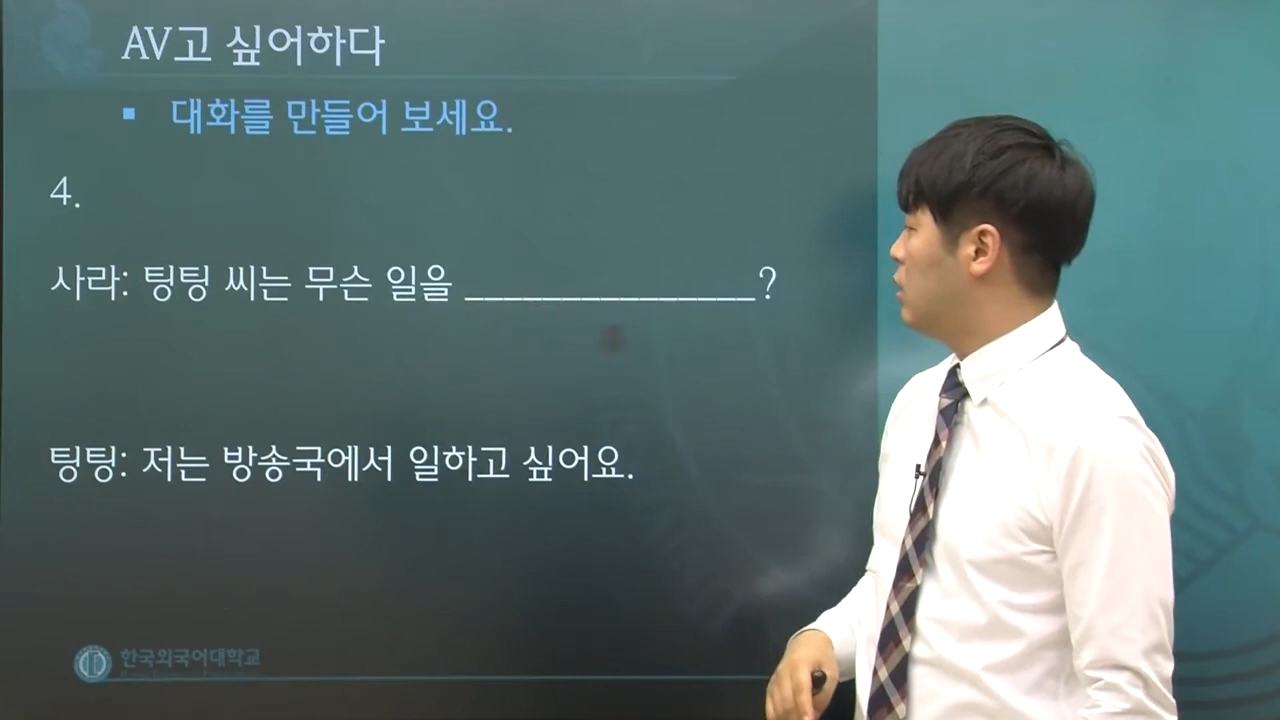 AV고 싶어하다
▪ 대화를 만들어 보세요.
4.
사라: 팅팅 씨는 무슨 일을 _______________?
팅팅: 저는 방송국에서 일하고 싶어요.
한국외국어대학교